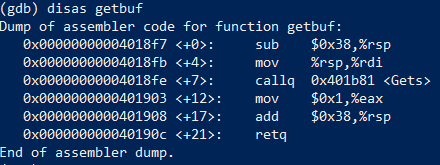 (gdb) disas getbuf
Dump of assembler code for function getbuf:
   0x00000000004018f7 <+0>:     sub    $0x38,%rsp
   0x00000000004018fb <+4>:     mov    %rsp,%rdi
   0x00000000004018fe <+7>:     callq  0x401b81 <Gets>
   0x0000000000401903 <+12>:    mov    $0x1,%eax
   0x0000000000401908 <+17>:    add    $0x38,%rsp
   0x000000000040190c <+21>:    retq
End of assembler dump.